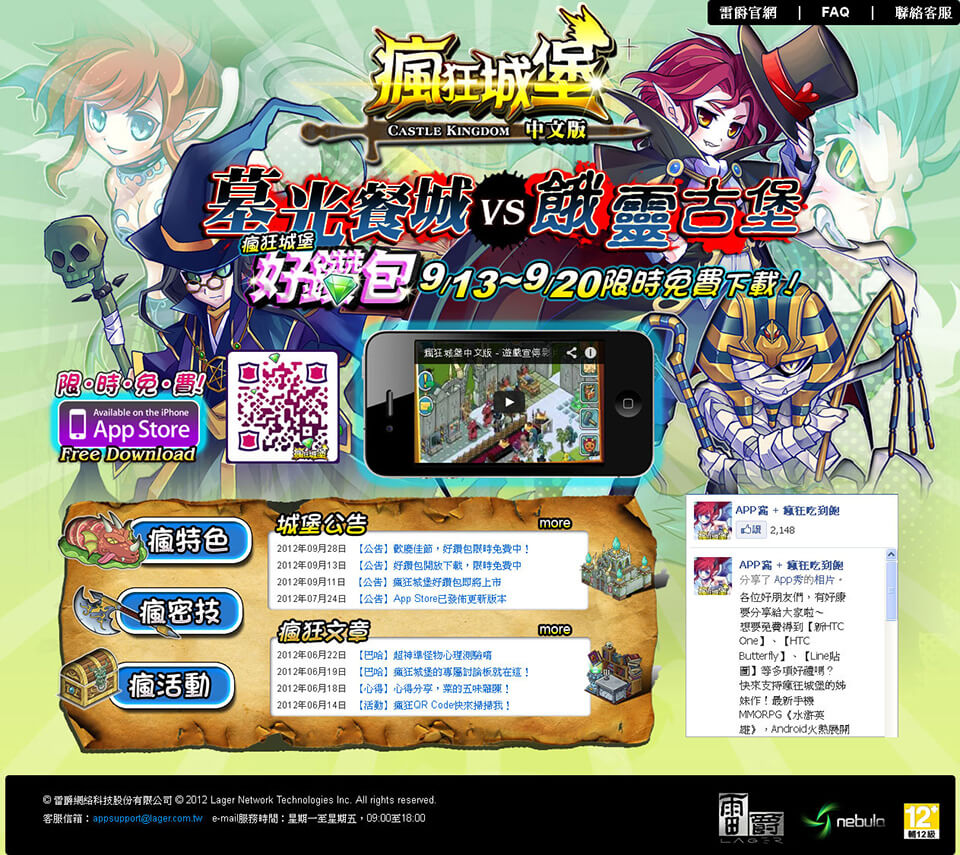 雷爵官網 | FAQ | 聯絡客服
瘋狂城堡
CASTLE KINGDOM 中文版
墓光餐城 VS 餓靈古堡
瘋狂城堡
好鑽包 9/13~9/20限時免費下載！
限・時・免・費!
Available on the iPhone
App Store
Free Download
瘋狂城堡
瘋狂城堡中文版 - 遊戲宣傳影
瘋特色
瘋密技
瘋活動
城堡公告 more
2012年09月28日 【公告】歡慶佳節，好鑽包限時免費中！
2012年09月13日 【公告】好鑽包開放下載，限時免費中
2012年09月11日 【公告】瘋狂城堡好鑽包即將上市
2012年07月24日 【公告】App Store已發佈更新版本
瘋狂文章 more
2012年06月22日 【巴哈】超神準怪物心理測驗唷
2012年06月19日 【巴哈】瘋狂城堡的專屬討論板就在這！
2012年06月18日 【心得】心得分享，菜的五味雜陳！
2012年06月14日 【活動】瘋狂QR Code快來掃掃我！
APP窩 + 瘋狂吃到飽
讚 2,148
APP窩 + 瘋狂吃到飽
分享了 App秀的相片。
各位好朋友們，有好康
要分享給大家啦~
想要免費得到【新HTC
One】、【HTC
Butterfly】、【Line貼
圖】等多項好禮嗎？
快來支持瘋狂城堡的姊
妹作！最新手機
MMORPG《水滸英
雄》，Android火熱展開
© 雷爵網絡科技股份有限公司 © 2012 Lager Network Technologies Inc. All rights reserved.
客服信箱：appsupport@lager.com.tw e-mail服務時間：星期一至星期五，09:00至18:00
雷爵
LAGER
nebula
12+
輔12級